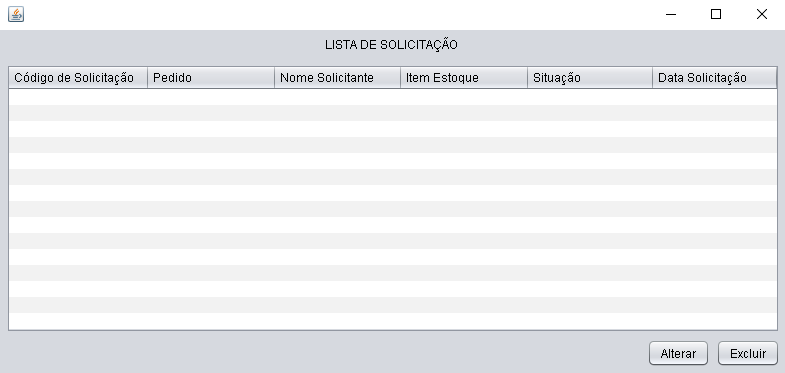 LISTA DE SOLICITAÇÃO
Código de Solicitação Pedido Nome Solicitante Item Estoque Situação Data Solicitação
Alterar Excluir